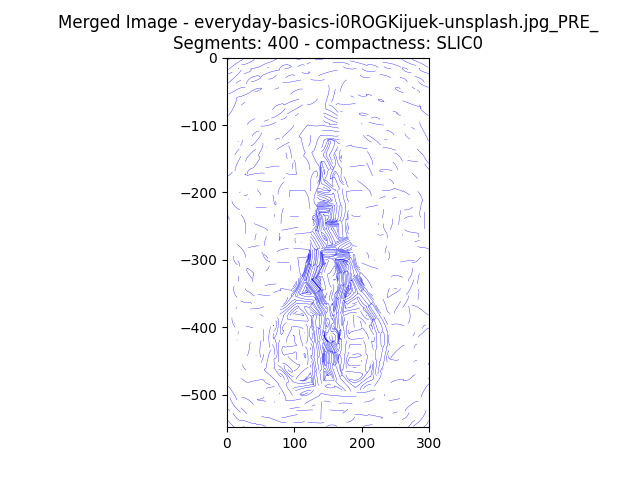 Merged Image - everyday-basics-i0ROGKijuek-unsplash.jpg_PRE_
Segments: 400 - compactness: SLIC0
0
−100
−200
−300
−400
−500
0 100 200 300